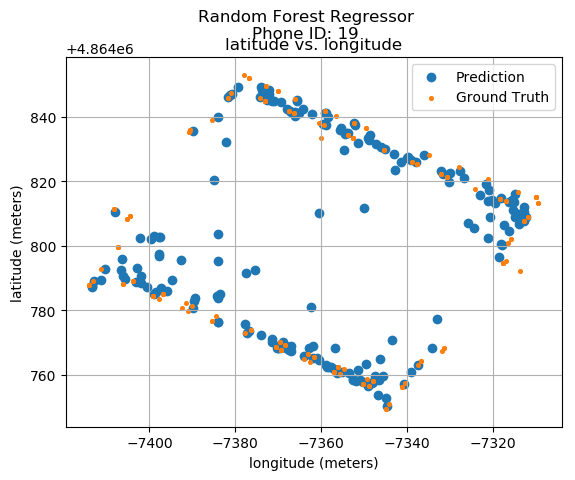 Random Forest Regressor
Phone ID: 19
latitude vs. longitude
+4.864e6
Prediction
Ground Truth
840
820
800
780
760
latitude (meters)
−7400
−7380
−7360
−7340
−7320
longitude (meters)